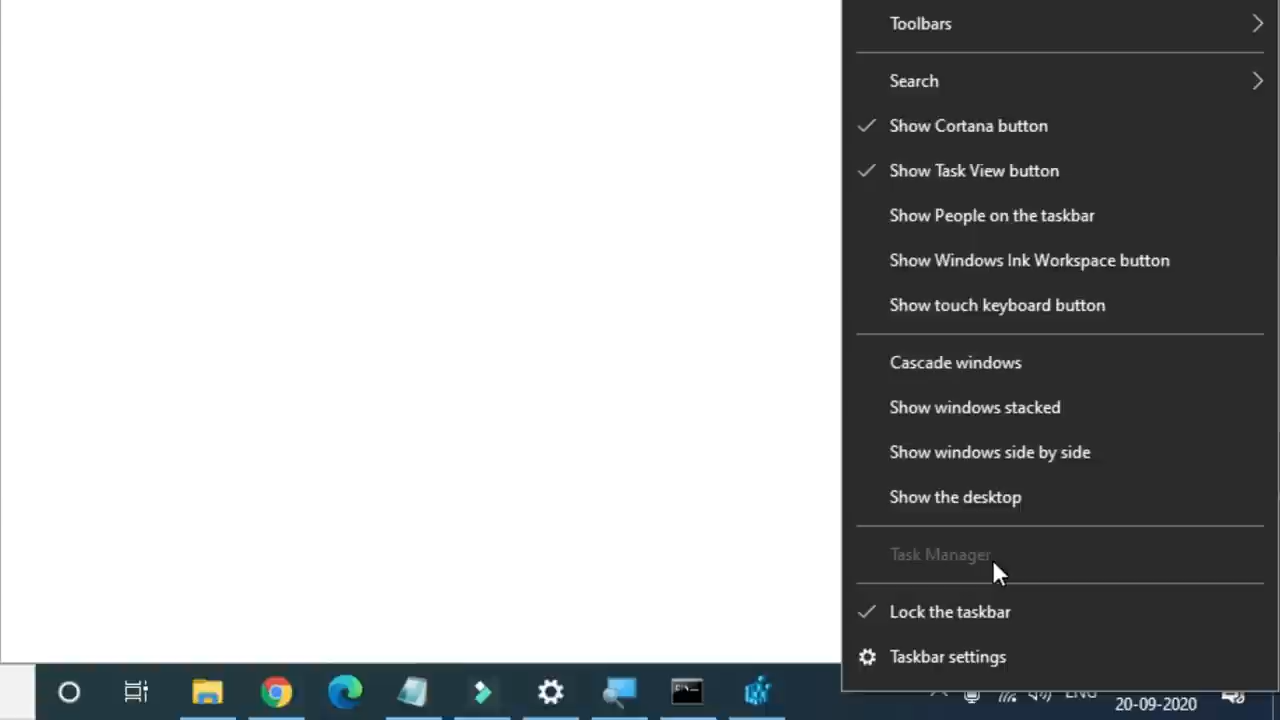 Toolbars
Search
Show Cortana button
Show Task View button
Show People on the taskbar
Show Windows Ink Workspace button
Show touch keyboard button
Cascade windows
Show windows stacked
Show windows side by side
Show the desktop
Task Manager
Lock the taskbar
Taskbar settings
ENG
20-09-2020